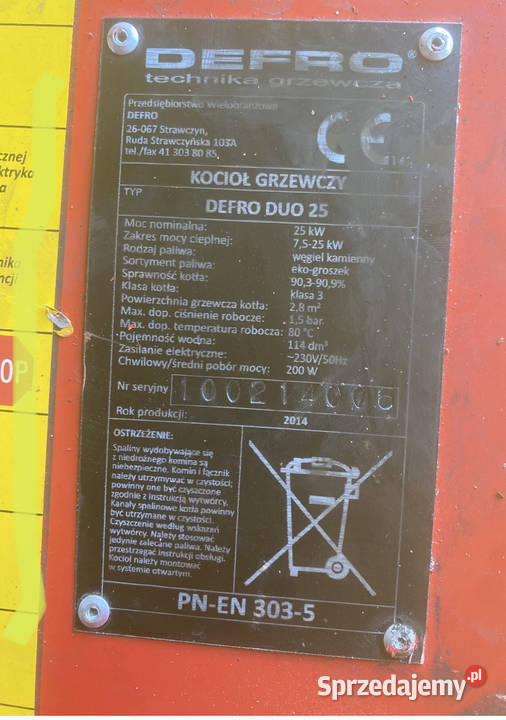 DEFRO®
technika grzewcza
Przedsiębiorstwo Wielobranżowe
DEFRO
26-067 Strawczyn,
Ruda Strawczyńska 103A
tel./fax 41 303 80 85
CE
KOCIOŁ GRZEWCZY
TYP
DEFRO DUO 25
Moc nominalna: 25 kW
Zakres mocy cieplnej: 7,5-25 kW
Rodzaj paliwa: węgiel kamienny
Sortyment paliwa: eko-groszek
Sprawność kotła: 90,3-90,9%
Klasa kotła: klasa 3
Powierzchnia grzewcza kotła: 2,8 m²
Max. dop. ciśnienie robocze: 1,5 bar
Max. dop. temperatura robocza: 80 °C
Pojemność wodna: 114 dm³
Zasilanie elektryczne: ~230V/50Hz
Chwilowy/średni pobór mocy: 200 W
Nr seryjny
Rok produkcji: 2014
OSTRZEŻENIE:
Spaliny wydobywające się
z niedrożnego komina są
niebezpieczne. Komin i łącznik
należy utrzymywać w czystości;
powinny one być czyszczone
zgodnie z instrukcją wytwórcy.
Kanały spalinowe kotła powinny
być utrzymane w czystości.
Czyszczenie według wskazań
wytwórcy. Należy stosować
jedynie zalecane paliwa. Należy
przestrzegać instrukcji obsługi.
Kocioł należy montować
w systemie otwartym.
PN-EN 303-5
Sprzedajemy.pl